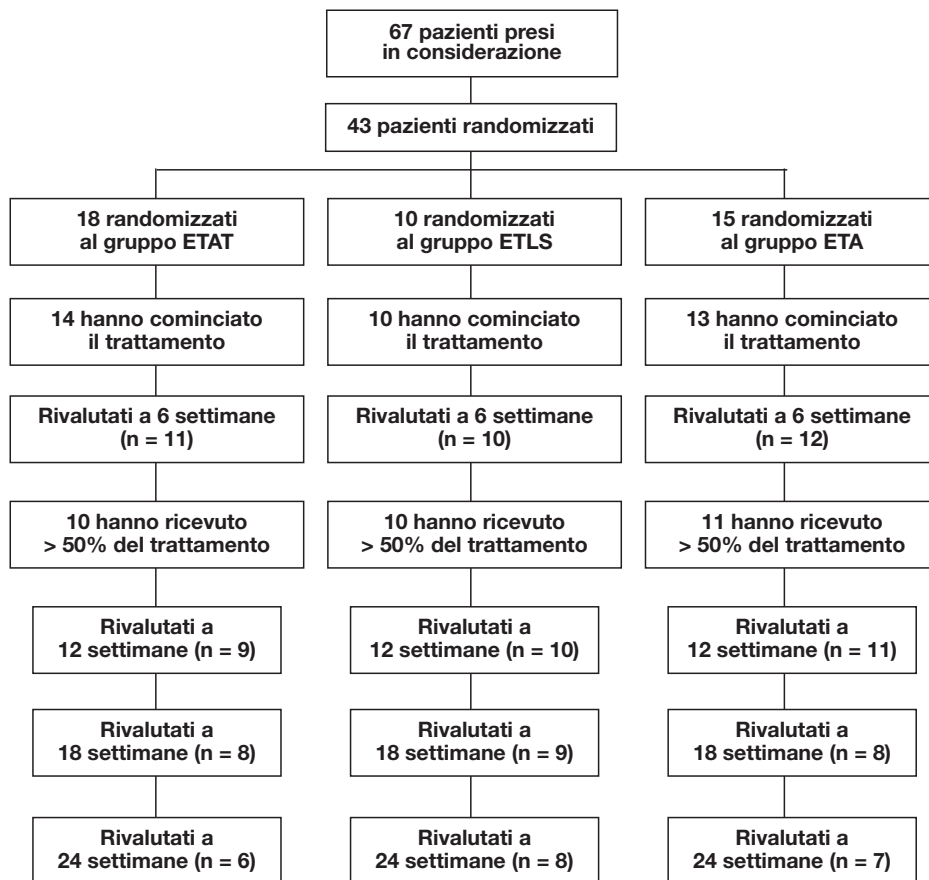 67 pazienti presi
in considerazione
43 pazienti randomizzati
18 randomizzati
al gruppo ETAT
10 randomizzati
al gruppo ETLS
15 randomizzati
al gruppo ETA
14 hanno cominciato
il trattamento
10 hanno cominciato
il trattamento
13 hanno cominciato
il trattamento
Rivalutati a 6 settimane
(n = 11)
Rivalutati a 6 settimane
(n = 10)
Rivalutati a 6 settimane
(n = 12)
10 hanno ricevuto
> 50% del trattamento
10 hanno ricevuto
> 50% del trattamento
11 hanno ricevuto
> 50% del trattamento
Rivalutati a
12 settimane (n = 9)
Rivalutati a
12 settimane (n = 10)
Rivalutati a
12 settimane (n = 11)
Rivalutati a
18 settimane (n = 8)
Rivalutati a
18 settimane (n = 9)
Rivalutati a
18 settimane (n = 8)
Rivalutati a
24 settimane (n = 6)
Rivalutati a
24 settimane (n = 8)
Rivalutati a
24 settimane (n = 7)